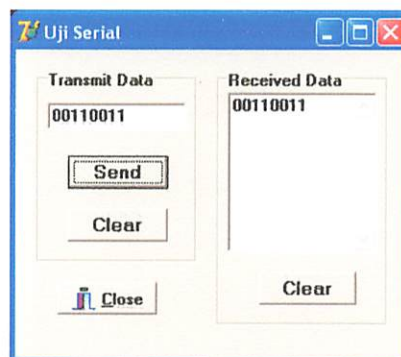 Uji Serial
Transmit Data
00110011
Send
Clear
Close
Received Data
00110011
Clear